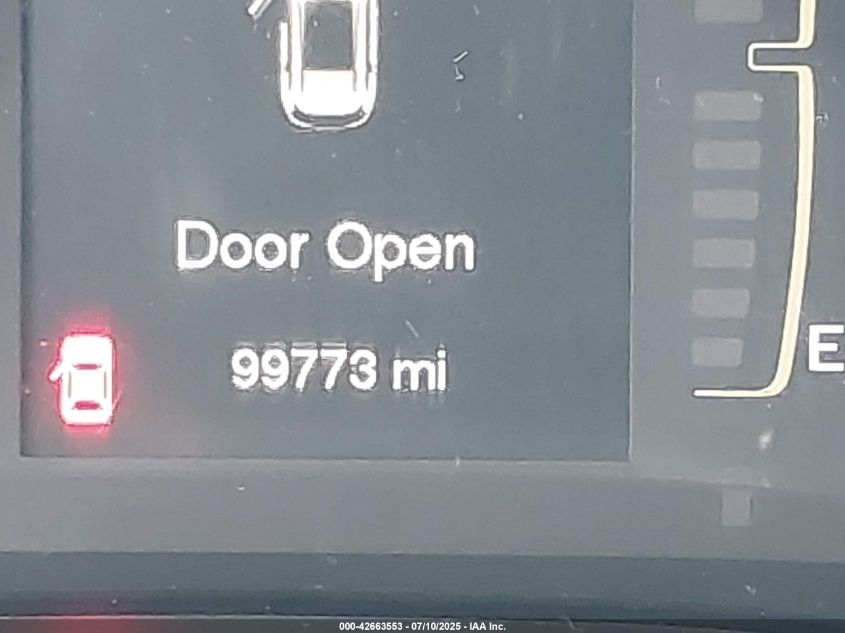 Door Open
99773 mi
E
000-42663553 - 07/10/2025 - IAA Inc.